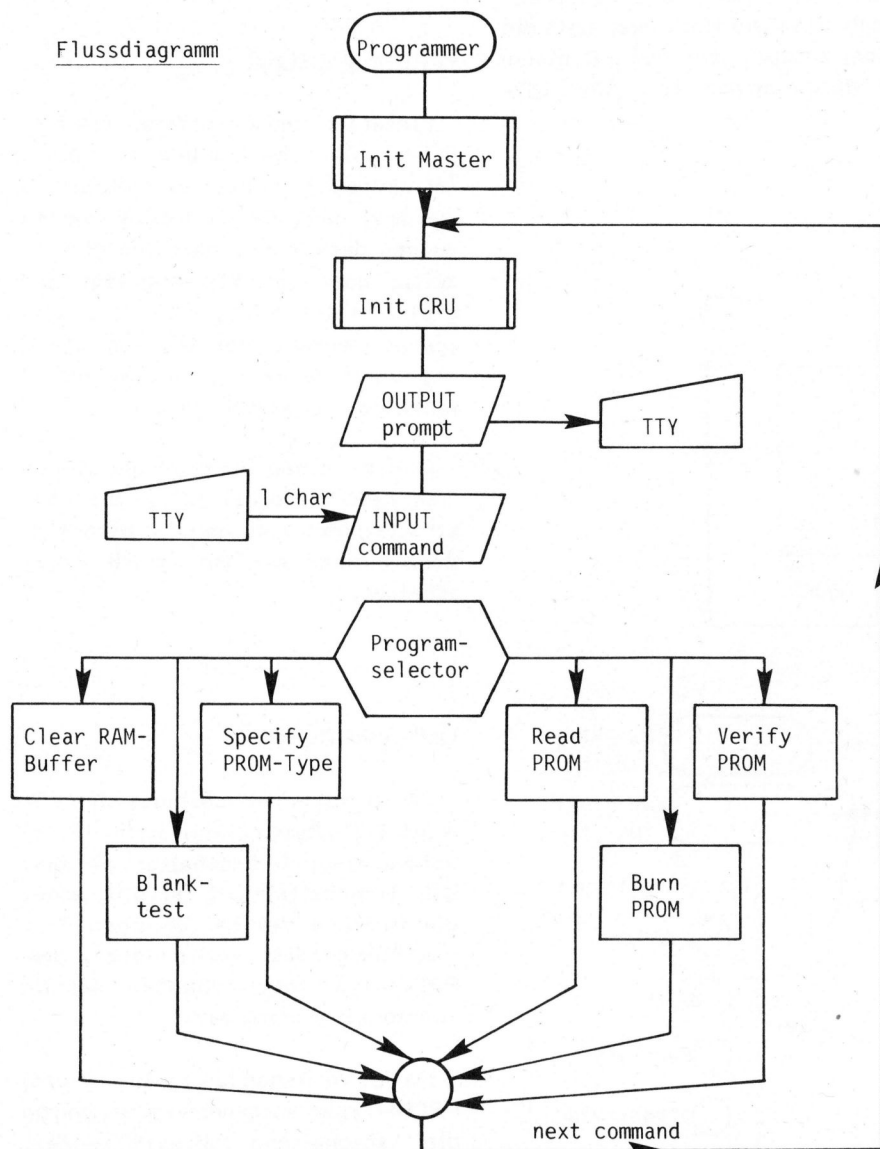 Flussdiagramm
Programmer
Init Master
Init CRU
OUTPUT
prompt
TTY
TTY
1 char
INPUT
command
Program-
selector
Clear RAM-
Buffer
Specify
PROM-Type
Read
PROM
Verify
PROM
Blank-
test
Burn
PROM
next command